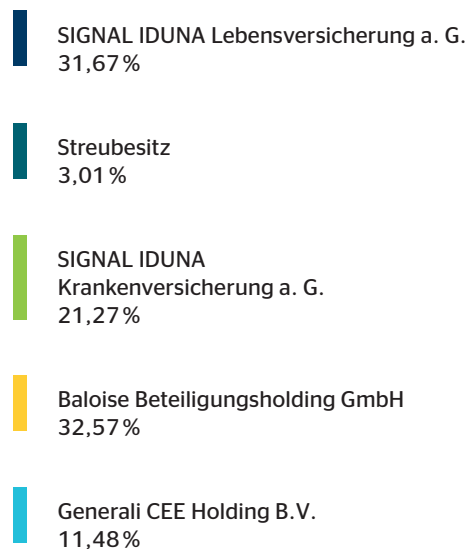 SIGNAL IDUNA Lebensversicherung a. G.
31,67 %
Streubesitz
3,01 %
SIGNAL IDUNA
Krankenversicherung a. G.
21,27 %
Baloise Beteiligungsholding GmbH
32,57 %
Generali CEE Holding B.V.
11,48 %